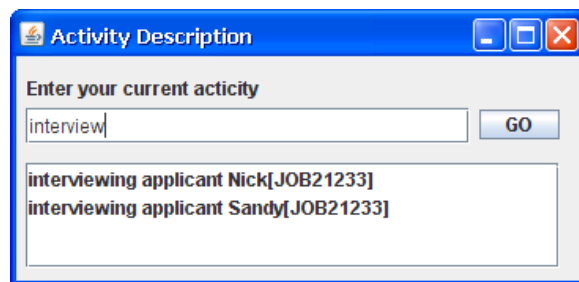 Activity Description
Enter your current acticity
interview
GO
interviewing applicant Nick[JOB21233]
interviewing applicant Sandy[JOB21233]